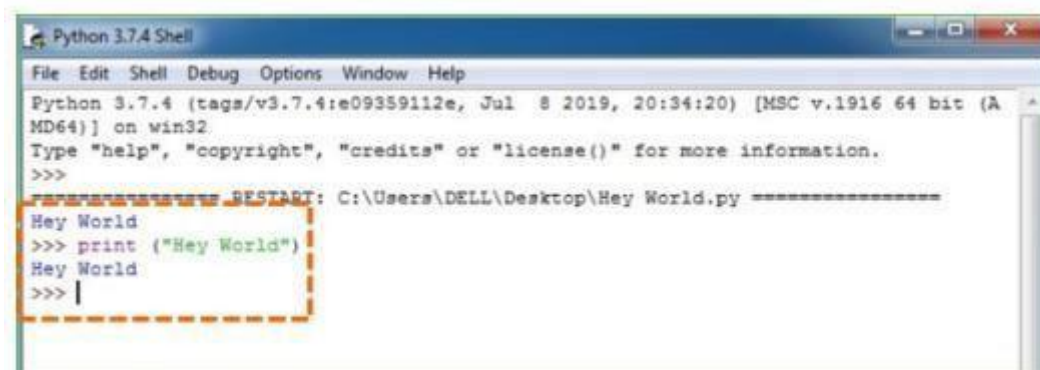 Python 3.7.4 Shell
File Edit Shell Debug Options Window Help
Python 3.7.4 (tags/v3.7.4:e09359112e, Jul 8 2019, 20:34:20) [MSC v.1916 64 bit (A
MD64)] on win32
Type "help", "copyright", "credits" or "license()" for more information.
>>>
================ RESTART: C:\Users\DELL\Desktop\Hey World.py ================
Hey World
>>> print ("Hey World")
Hey World
>>>